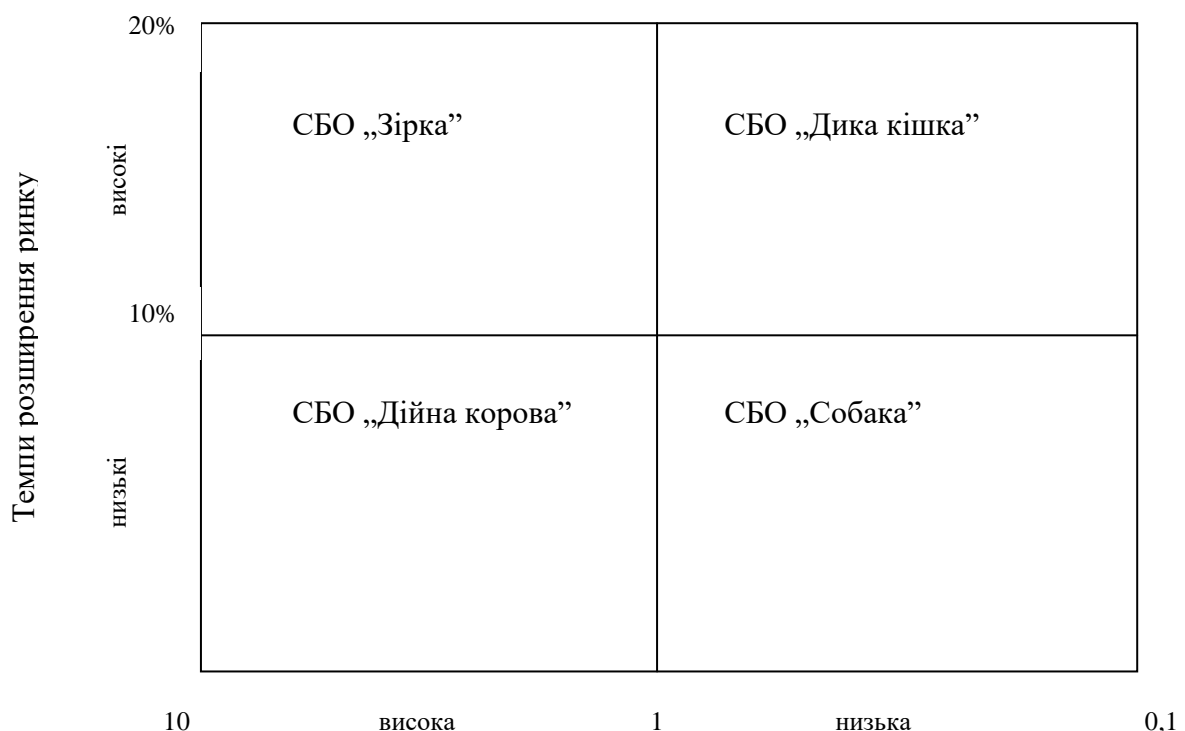 20%
СБО „Зірка”
СБО „Дика кішка”
високі
Темпи розширення ринку
10%
СБО „Дійна корова”
СБО „Собака”
низькі
10
висока
1
низька
0,1